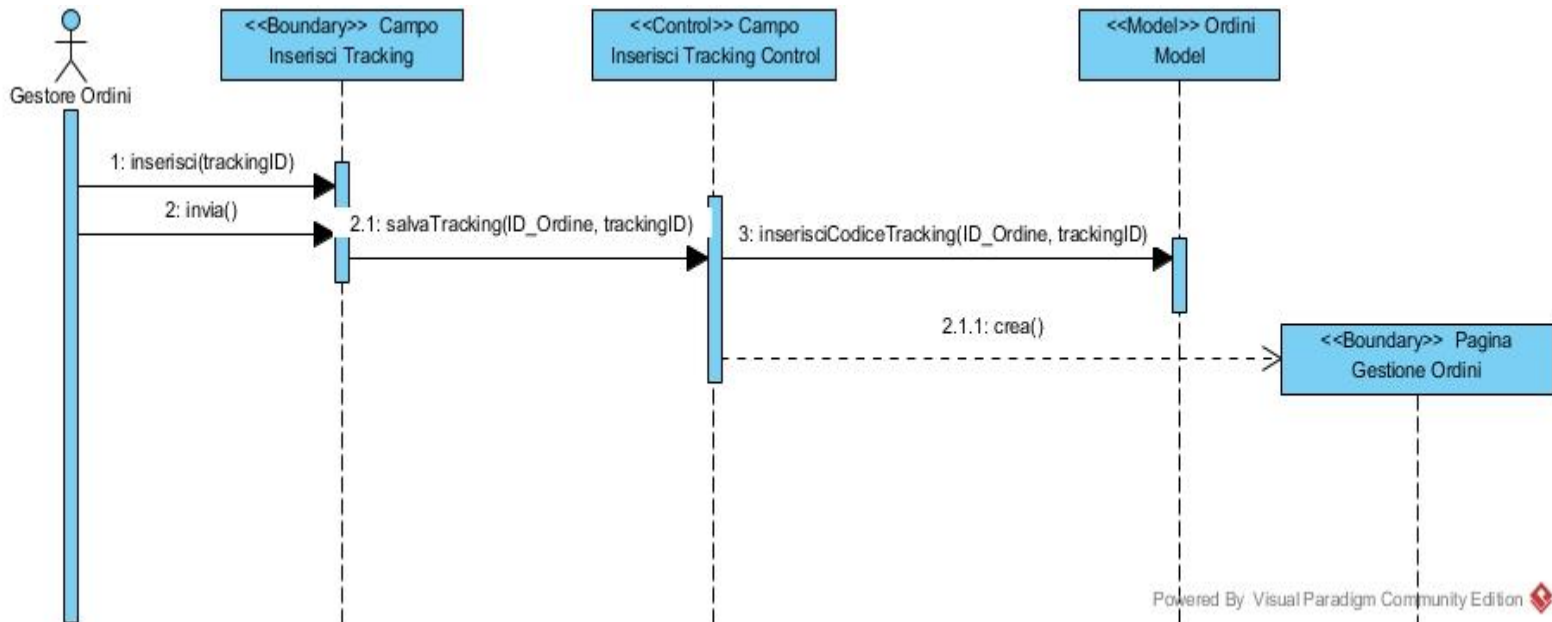 <<Boundary>> Campo
Inserisci Tracking
<<Control>> Campo
Inserisci Tracking Control
<<Model>> Ordini
Model
Gestore Ordini
1: inserisci(trackingID)
2: invia()
2.1: salvaTracking(ID_Ordine, trackingID)
3: inserisciCodiceTracking(ID_Ordine, trackingID)
2.1.1: crea()
<<Boundary>> Pagina
Gestione Ordini
Powered By Visual Paradigm Community Edition